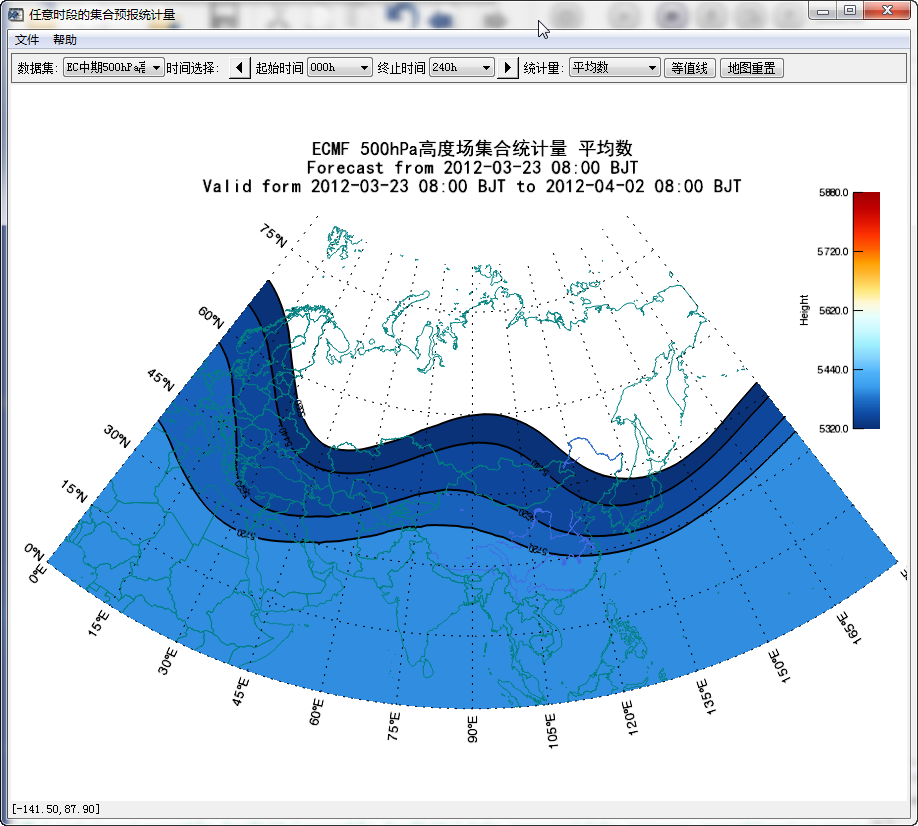 任意时段的集合预报统计量
文件 帮助
数据集: EC中期500hPa高 时间选择: 起始时间 000h 终止时间 240h 统计量: 平均数 等值线 地图重置
ECMF 500hPa高度场集合统计量 平均数
Forecast from 2012-03-23 08:00 BJT
Valid form 2012-03-23 08:00 BJT to 2012-04-02 08:00 BJT
5880.0
5720.0
5620.0
5440.0
5320.0
Height
75°N
60°N
45°N
30°N
15°N
0°N
0°E
15°E
30°E
45°E
60°E
75°E
90°E
105°E
120°E
135°E
150°E
165°E
[-141.50,87.90]